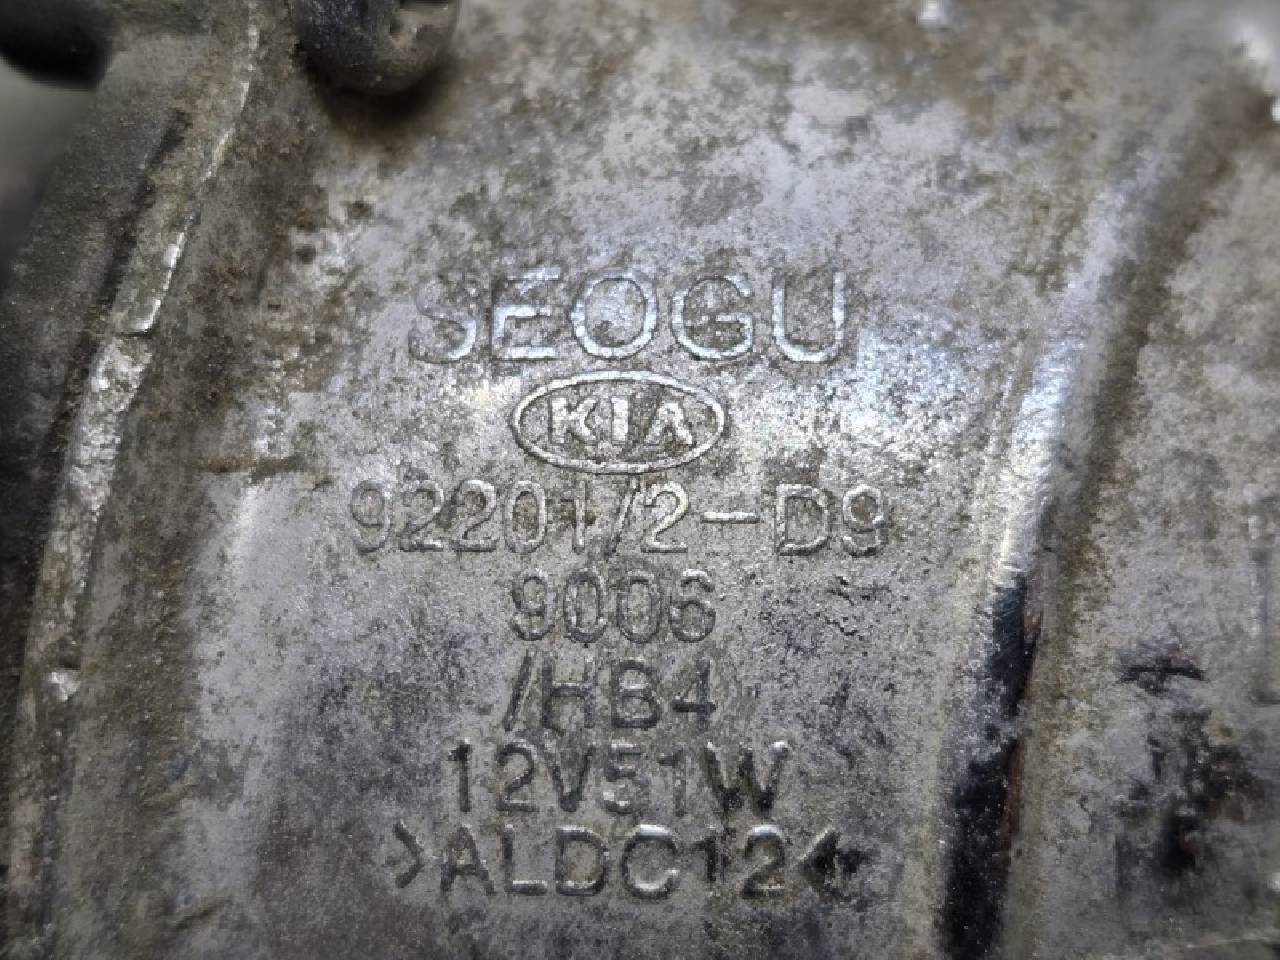 SEOGU
KIA
92201/2-D9
9006
/HB4
12V51W
>ALDC12<